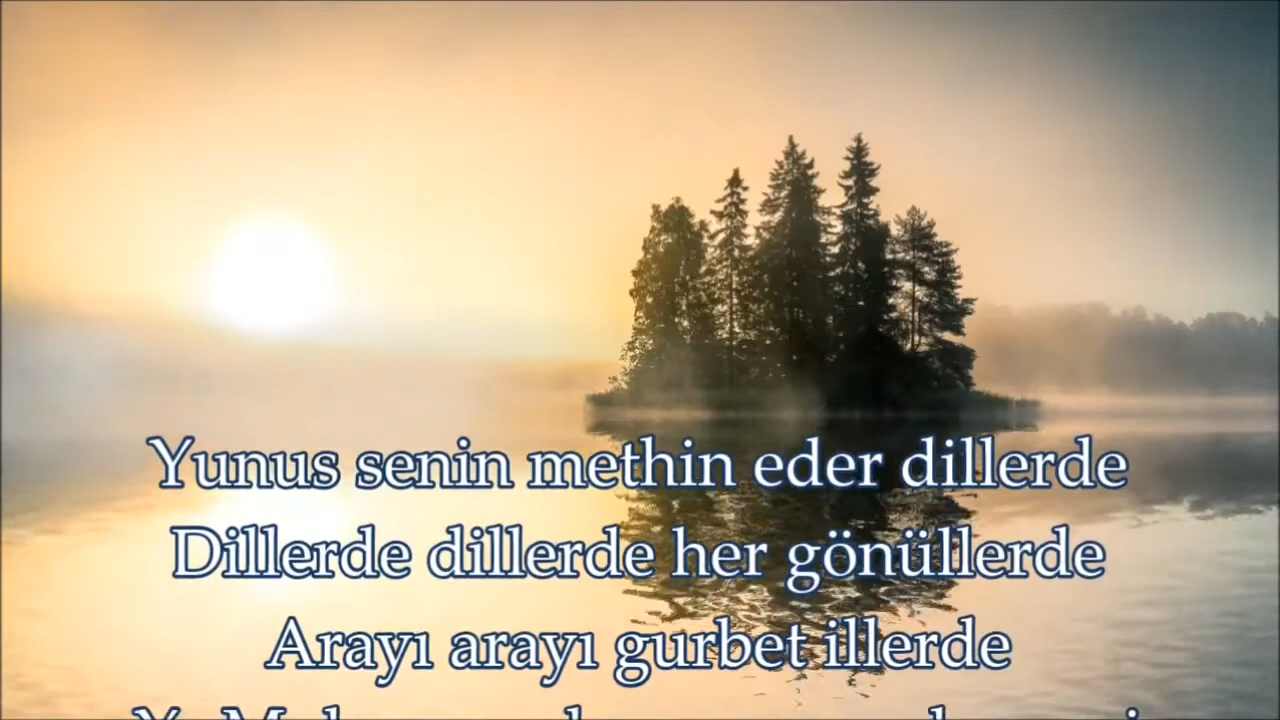 Yunus senin methin eder dillerde
Dillerde dillerde her gönüllerde
Arayı arayı gurbet illerde